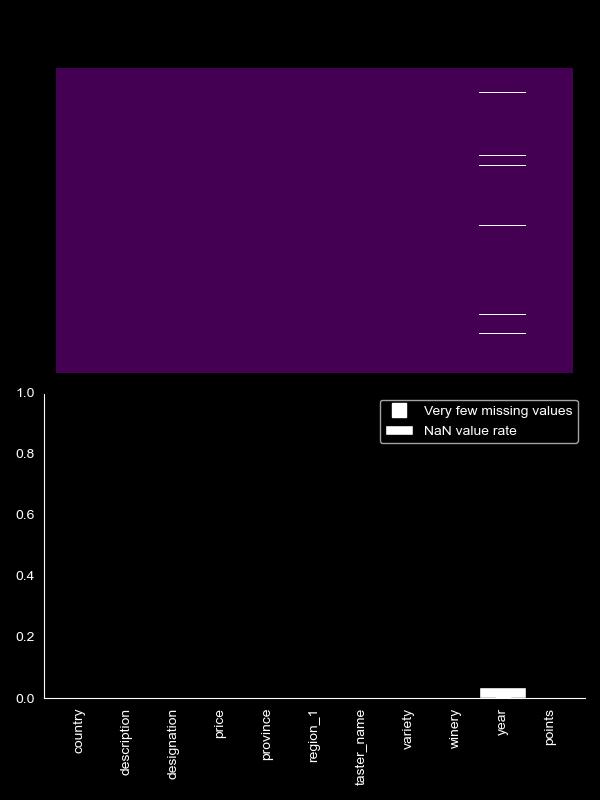 1.0
Very few missing values
NaN value rate
0.8
0.6
0.4
0.2
0.0
country
description
designation
price
province
region_1
taster_name
variety
winery
year
points